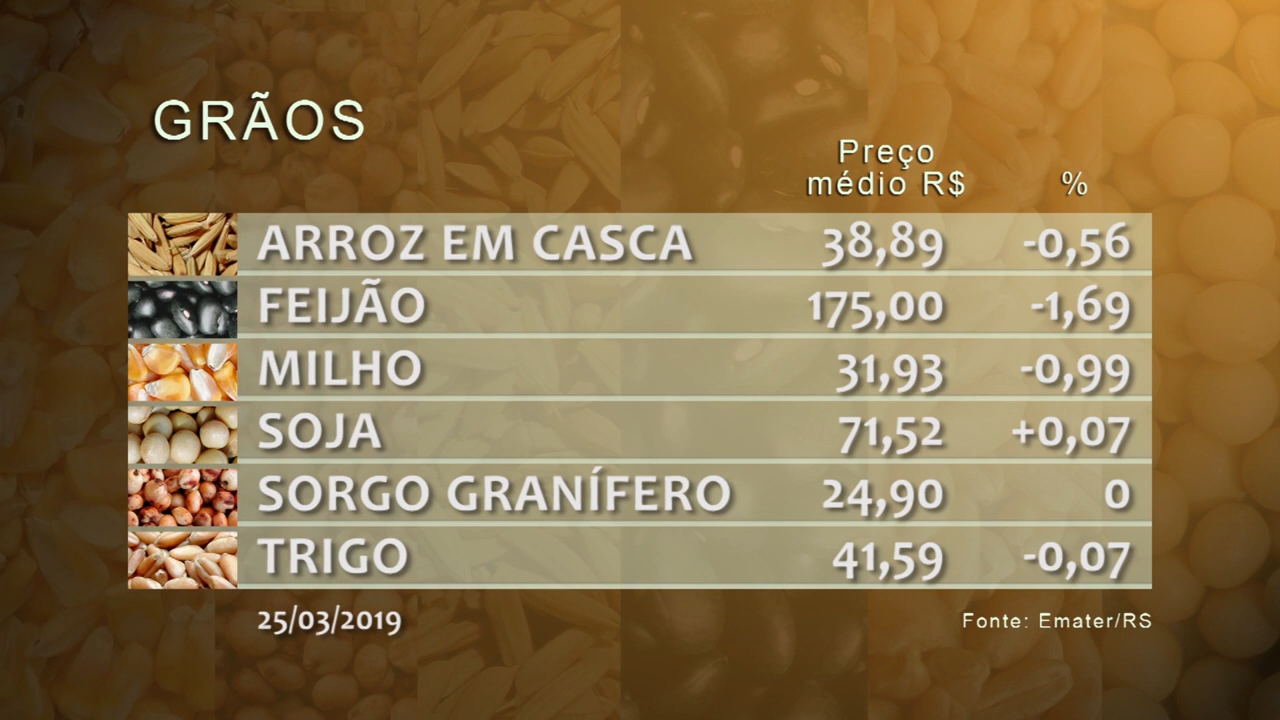 GRÃOS
Preço
médio R$ %
ARROZ EM CASCA 38,89 -0,56
FEIJÃO 175,00 -1,69
MILHO 31,93 -0,99
SOJA 71,52 +0,07
SORGO GRANÍFERO 24,90 0
TRIGO 41,59 -0,07
25/03/2019 Fonte: Emater/RS